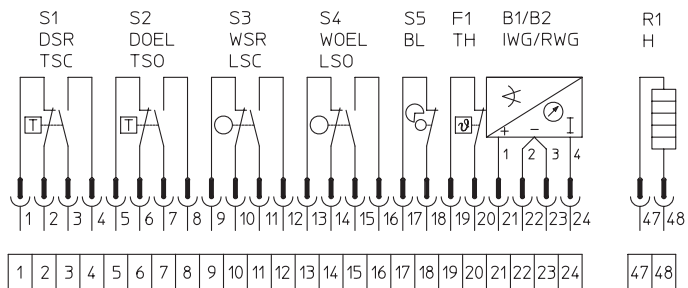 S1 S2 S3 S4 S5 F1 B1/B2 R1
DSR DOEL WSR WOEL BL TH IWG/RWG H
TSC TSO LSC LSO
T T ϑ + − I
1 2 3 4
1 2 3 4 5 6 7 8 9 10 11 12 13 14 15 16 17 18 19 20 21 22 23 24 47 48
1 2 3 4 5 6 7 8 9 10 11 12 13 14 15 16 17 18 19 20 21 22 23 24 47 48